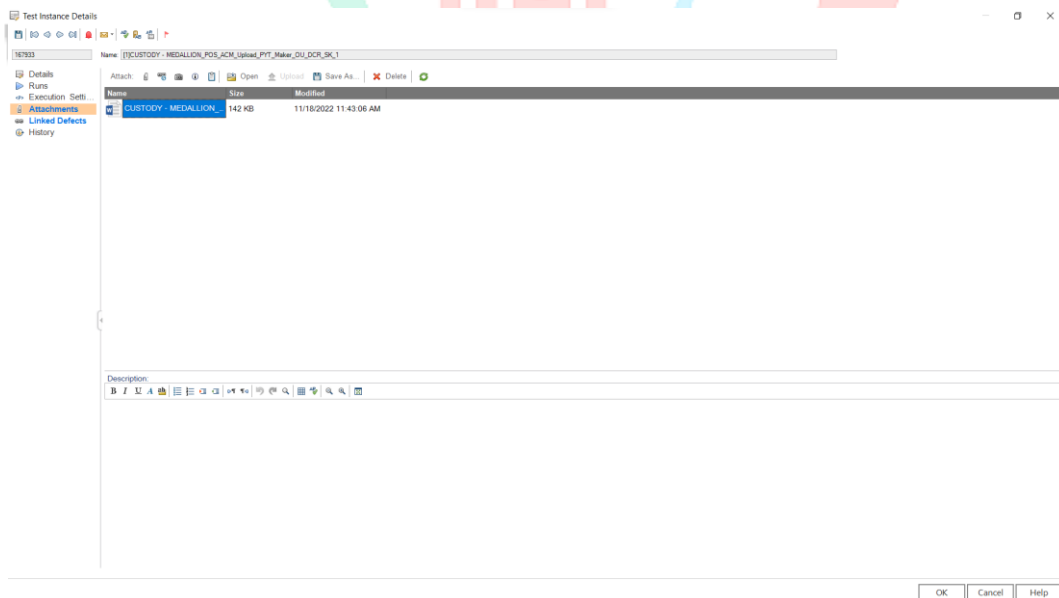 Test Instance Details
167933 Name: [1]CUSTODY - MEDALLION_POS_ACM_Upload_PYT_Maker_OU_DCR_SK_1
Details
Runs
Execution Setti...
Attachments
Linked Defects
History
Attach: Open Upload Save As... Delete
Name Size Modified
CUSTODY - MEDALLION_... 142 KB 11/18/2022 11:43:06 AM
Description:
B I U A ab
OK Cancel Help